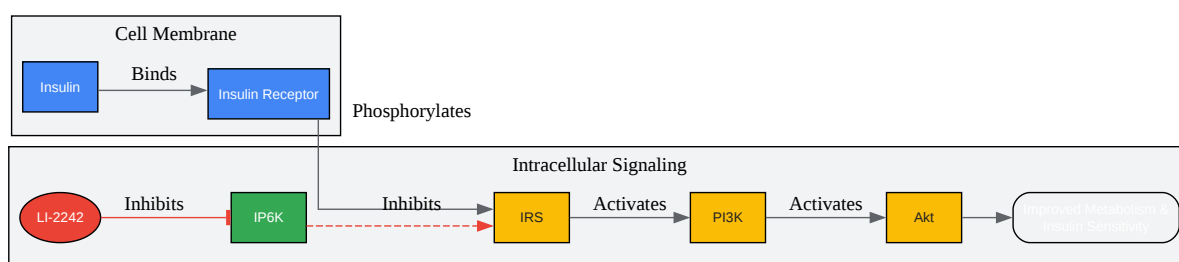 Cell Membrane
Insulin
Binds
Insulin Receptor
Phosphorylates
Intracellular Signaling
LI-2242
Inhibits
IP6K
Inhibits
IRS
Activates
PI3K
Activates
Akt
Improved Metabolism &
Insulin Sensitivity